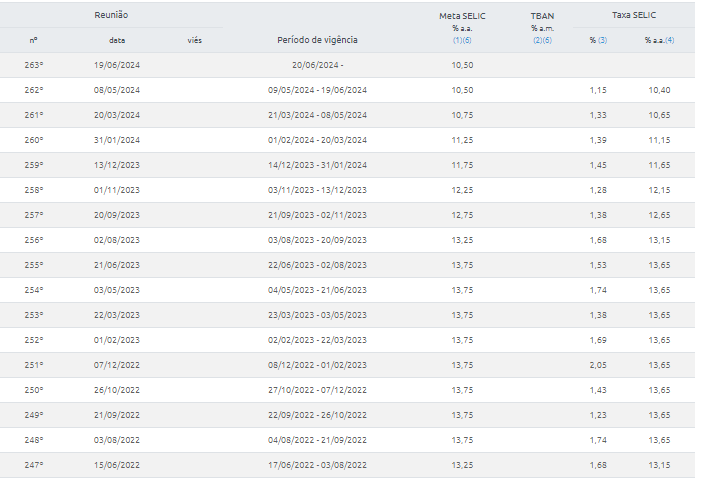 Reunião Meta SELIC TBAN Taxa SELIC
nº data viés Período de vigência % a.a. (1)(6) % a.m. (2)(6) % (3) % a.a.(4)
263º 19/06/2024 20/06/2024 - 10,50
262º 08/05/2024 09/05/2024 - 19/06/2024 10,50 1,15 10,40
261º 20/03/2024 21/03/2024 - 08/05/2024 10,75 1,33 10,65
260º 31/01/2024 01/02/2024 - 20/03/2024 11,25 1,39 11,15
259º 13/12/2023 14/12/2023 - 31/01/2024 11,75 1,45 11,65
258º 01/11/2023 03/11/2023 - 13/12/2023 12,25 1,28 12,15
257º 20/09/2023 21/09/2023 - 02/11/2023 12,75 1,38 12,65
256º 02/08/2023 03/08/2023 - 20/09/2023 13,25 1,68 13,15
255º 21/06/2023 22/06/2023 - 02/08/2023 13,75 1,53 13,65
254º 03/05/2023 04/05/2023 - 21/06/2023 13,75 1,74 13,65
253º 22/03/2023 23/03/2023 - 03/05/2023 13,75 1,38 13,65
252º 01/02/2023 02/02/2023 - 22/03/2023 13,75 1,69 13,65
251º 07/12/2022 08/12/2022 - 01/02/2023 13,75 2,05 13,65
250º 26/10/2022 27/10/2022 - 07/12/2022 13,75 1,43 13,65
249º 21/09/2022 22/09/2022 - 26/10/2022 13,75 1,23 13,65
248º 03/08/2022 04/08/2022 - 21/09/2022 13,75 1,74 13,65
247º 15/06/2022 17/06/2022 - 03/08/2022 13,25 1,68 13,15